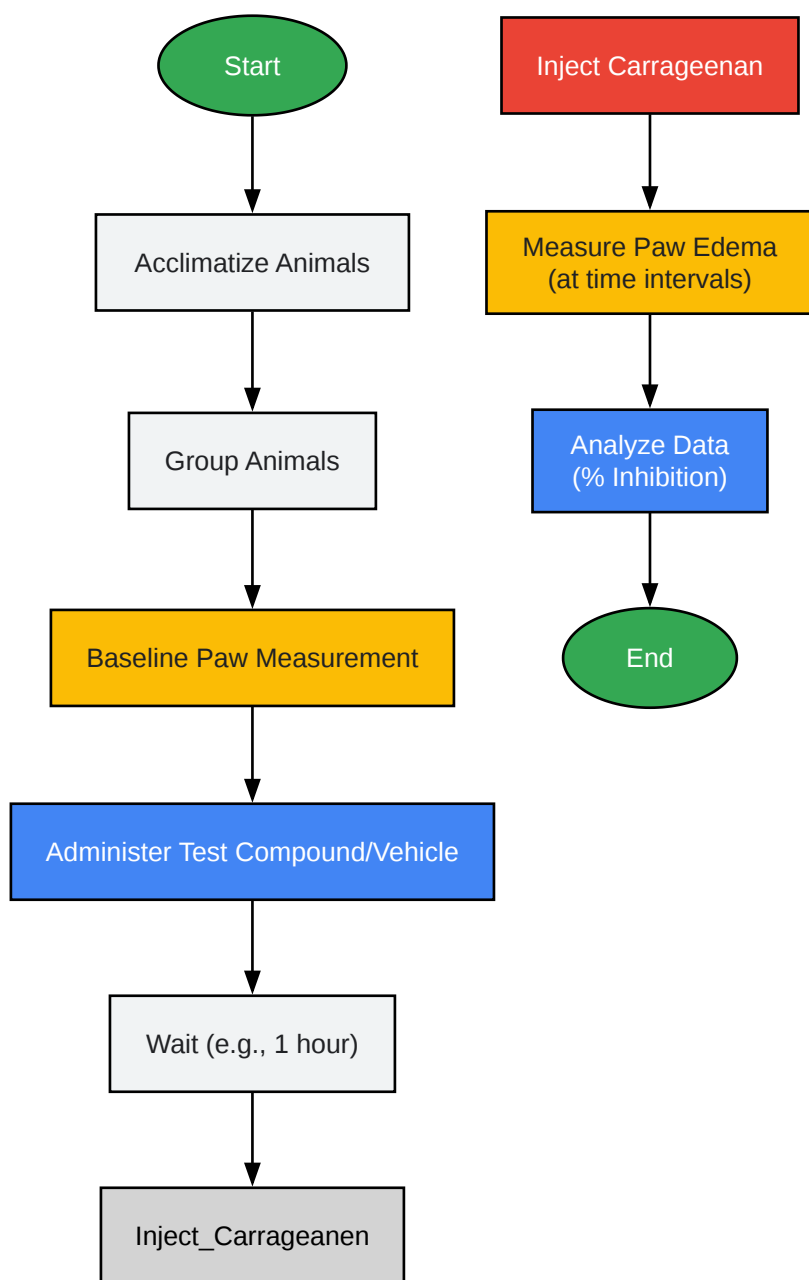 Start
Acclimatize Animals
Group Animals
Baseline Paw Measurement
Administer Test Compound/Vehicle
Wait (e.g., 1 hour)
Inject_Carrageanen
Inject Carrageenan
Measure Paw Edema
(at time intervals)
Analyze Data
(% Inhibition)
End